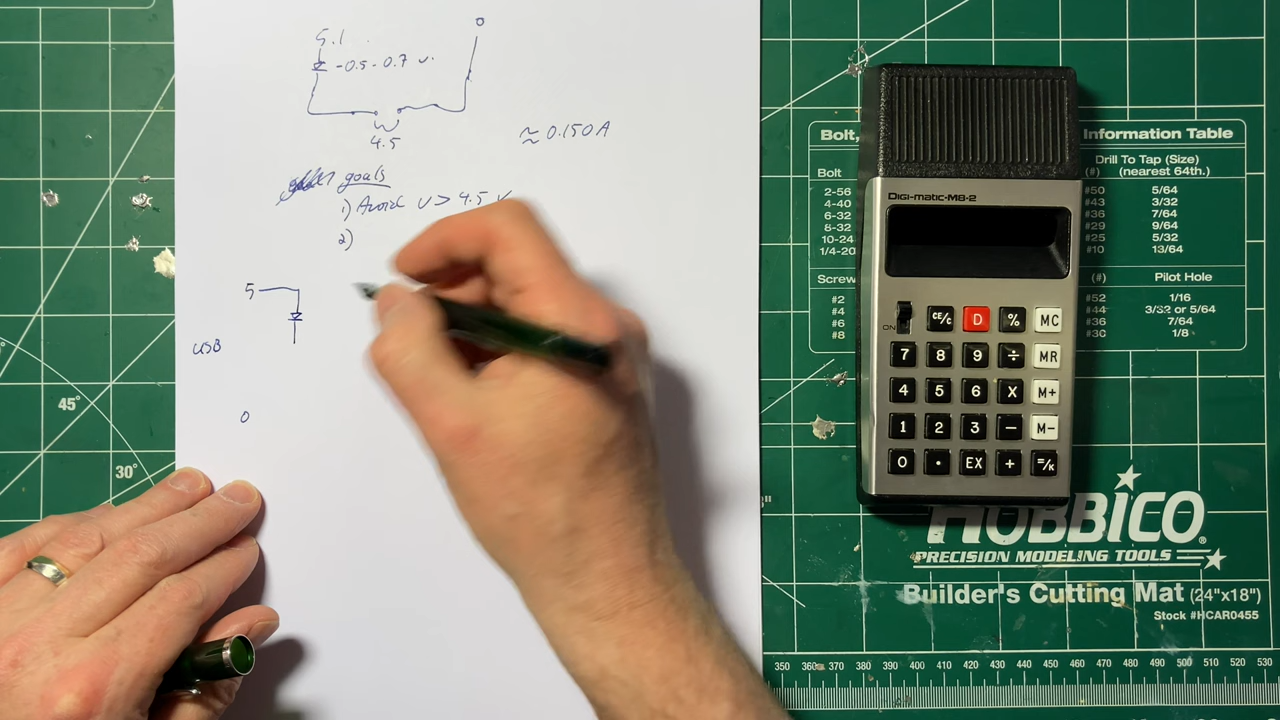 5.1
-0.5-0.7 v.
4.5
≈ 0.150A
goals
1) Avoid v > 4.5 v
2)
5
USB
0
45°
30°
DIGI-MATIC-M8-2
ON
CE/C D % MC
7 8 9 ÷ MR
4 5 6 X M+
1 2 3 − M-
0 • EX + =/K
Bolt,
Information Table
Bolt
2-56
4-40
6-32
8-32
10-24
1/4-20
Drill To Tap (Size)
(#) (nearest 64th.)
#50 5/64
#43 3/32
#36 7/64
#29 9/64
#25 5/32
#10 13/64
Screw
#2
#4
#6
#8
(#) Pilot Hole
#52 1/16
#44 3/32 or 5/64
#36 7/64
#30 1/8
HOBBICO
PRECISION MODELING TOOLS
Builder's Cutting Mat (24"x18")
Stock #HCAR0455
350 360 370 380 390 400 410 420 430 440 450 460 470 480 490 500 510 520 530